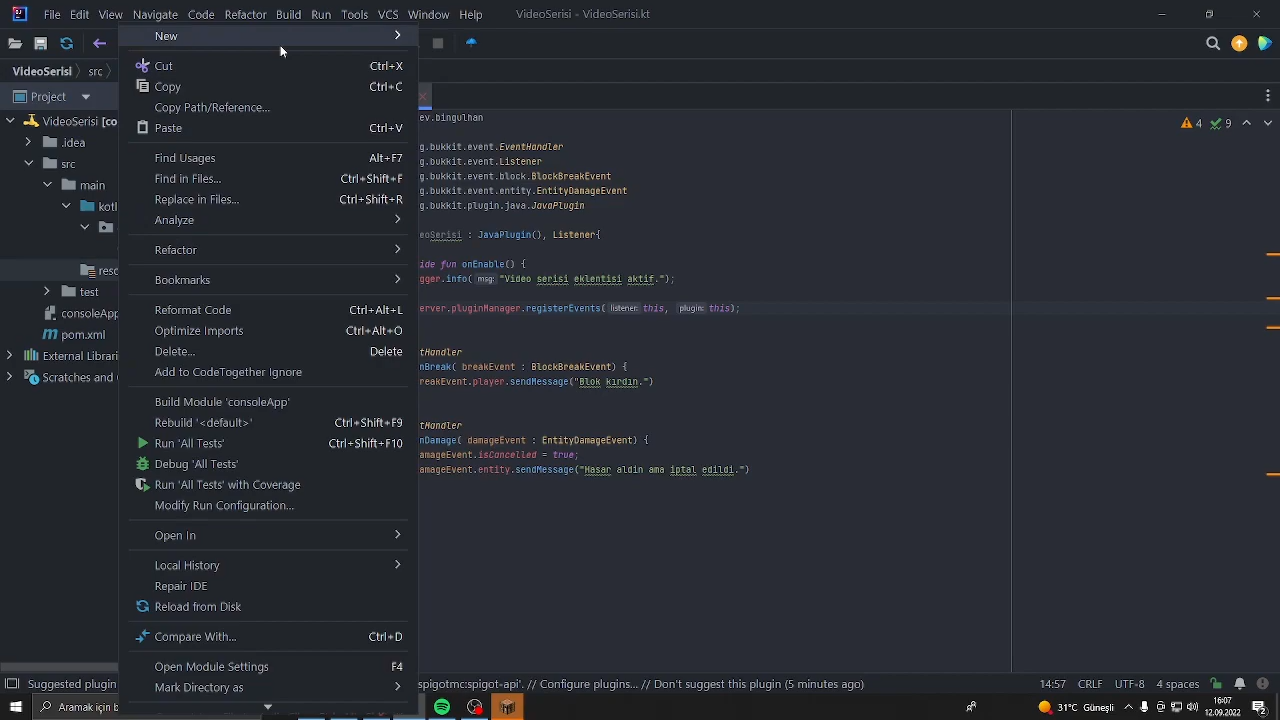 File Edit View Navigate Code Refactor Build Run Tools VCS Window Help VideoSerisi - VideoSerisi.kt
VideoSerisi src
Project
VideoSerisi [co
.idea
src
main
kotl
resc
test
consoleApp
pom.xml
External Librar
Scratches and
New
Cut Ctrl+X
Copy Ctrl+C
Copy Path/Reference...
Paste Ctrl+V
Find Usages Alt+F7
Find in Files... Ctrl+Shift+F
Replace in Files... Ctrl+Shift+R
Analyze
Refactor
Bookmarks
Reformat Code Ctrl+Alt+L
Optimize Imports Ctrl+Alt+O
Delete... Delete
Add to CodeTogether Ignore
Build Module 'consoleApp'
Rebuild '<default>' Ctrl+Shift+F9
Run 'All Tests' Ctrl+Shift+F10
Debug 'All Tests'
Run 'All Tests' with Coverage
Modify Run Configuration...
Open In
Local History
Repair IDE
Reload from Disk
Compare With... Ctrl+D
Open Module Settings F4
Mark Directory as
4 9
ev.bingulhan
g.bukkit.event.EventHandler
g.bukkit.event.Listener
g.bukkit.event.block.BlockBreakEvent
g.bukkit.event.entity.EntityDamageEvent
g.bukkit.plugin.java.JavaPlugin
eoSerisi : JavaPlugin(), Listener{
ide fun onEnable() {
gger.info( msg: "Video serisi eklentisi aktif.");
erver.pluginManager.registerEvents( listener: this, plugin: this);
tHandler
nBreak( breakEvent : BlockBreakEvent) {
reakEvent.player.sendMessage("Blok kırdın.")
tHandler
nDamage( damageEvent : EntityDamageEvent) {
amageEvent.isCancelled = true;
amageEvent.entity.sendMessage("Hasar aldin ama iptal edildi.")
Suggested plugin spigotmc:spigot-api'. // Configure plugins... // Don't suggest this plugin (5 minutes ago) 14:57 CRLF UTF-8 4 spaces
Aramak için b 31°C Güneşli 16:07
12.09.2022